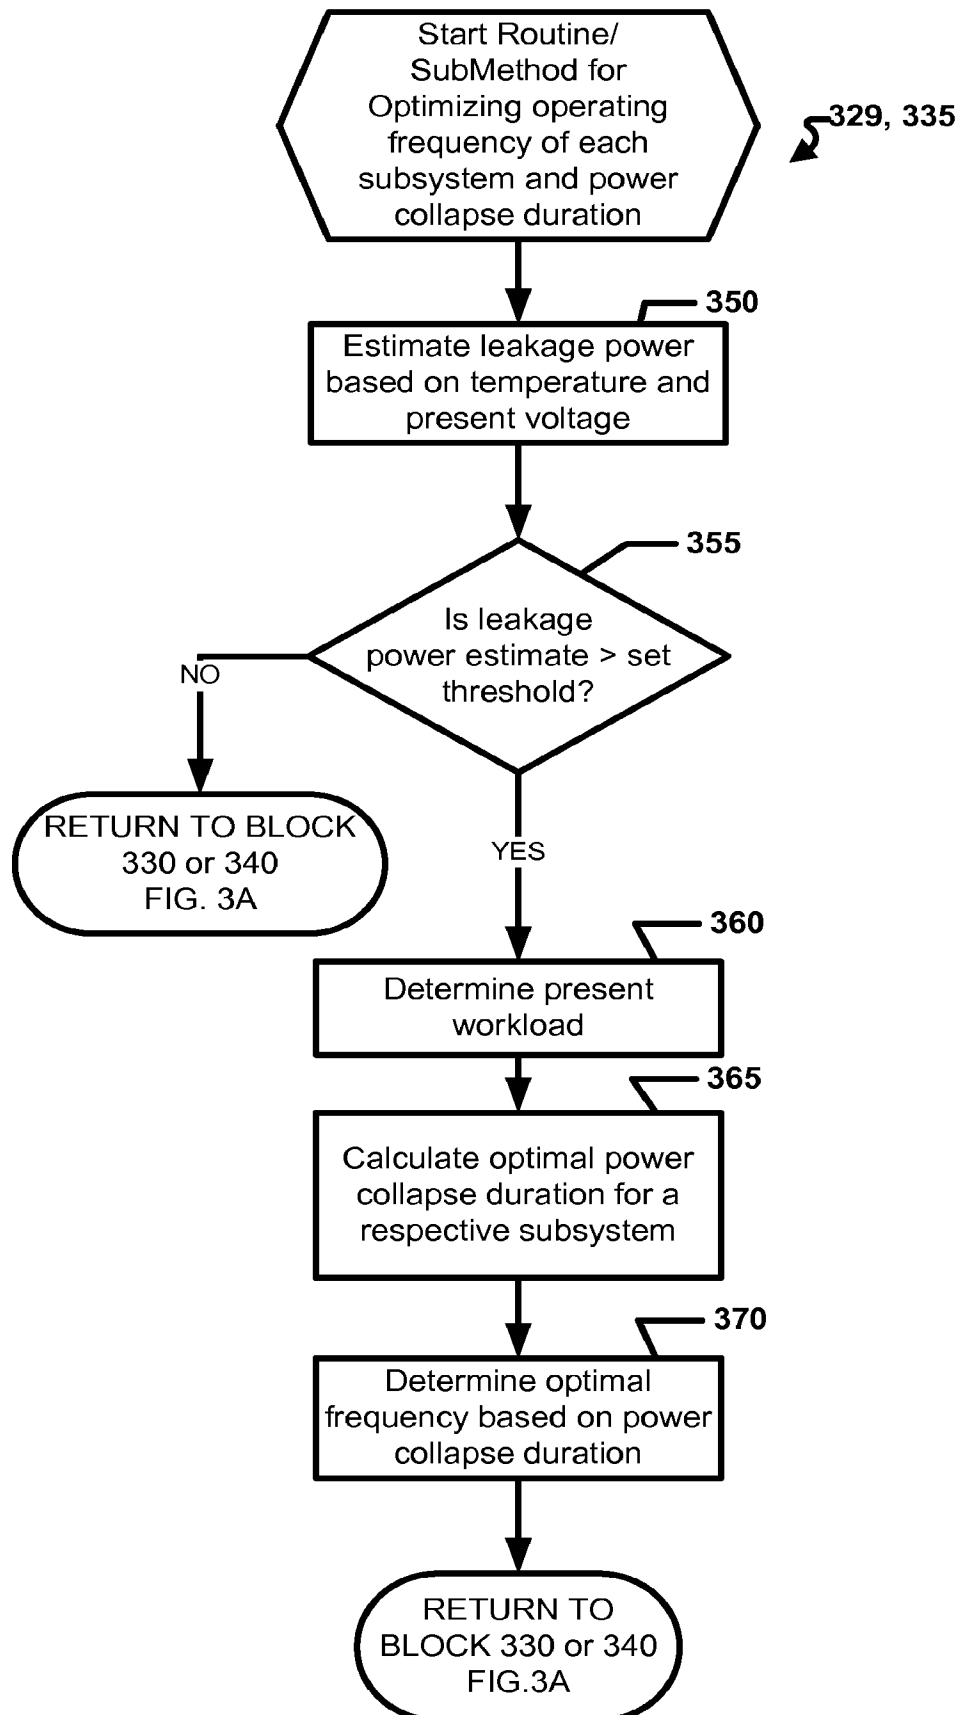 Start Routine/
SubMethod for
Optimizing operating
frequency of each
subsystem and power
collapse duration
329, 335
350
Estimate leakage power
based on temperature and
present voltage
355
Is leakage
power estimate > set
threshold?
NO
RETURN TO BLOCK
330 or 340
FIG. 3A
YES
360
Determine present
workload
365
Calculate optimal power
collapse duration for a
respective subsystem
370
Determine optimal
frequency based on power
collapse duration
RETURN TO
BLOCK 330 or 340
FIG.3A